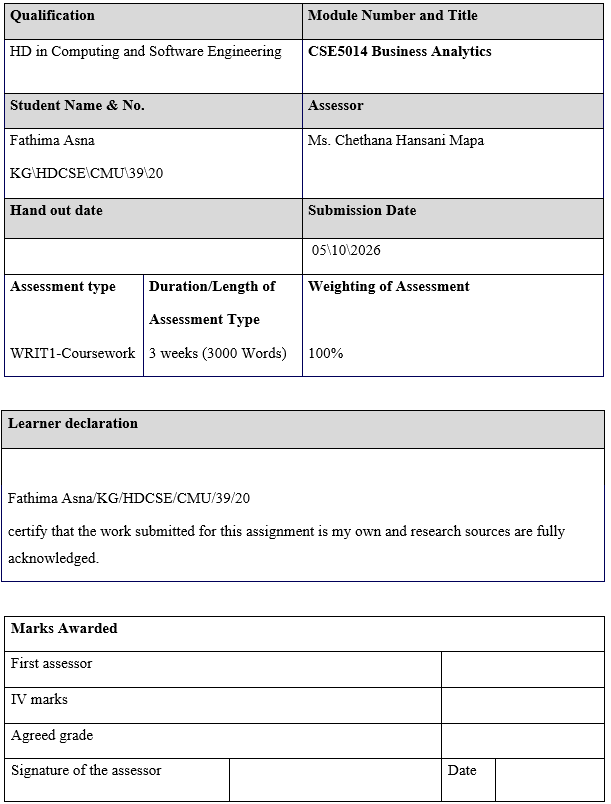 Qualification
Module Number and Title
HD in Computing and Software Engineering
CSE5014 Business Analytics
Student Name & No.
Assessor
Fathima Asna
Ms. Chethana Hansani Mapa
KG\HDCSE\CMU\39\20
Hand out date
Submission Date
05\10\2026
Assessment type
Duration/Length of
Weighting of Assessment
Assessment Type
WRIT1-Coursework
3 weeks (3000 Words)
100%
Learner declaration
Fathima Asna/KG/HDCSE/CMU/39/20
certify that the work submitted for this assignment is my own and research sources are fully
acknowledged.
Marks Awarded
First assessor
IV marks
Agreed grade
Signature of the assessor
Date